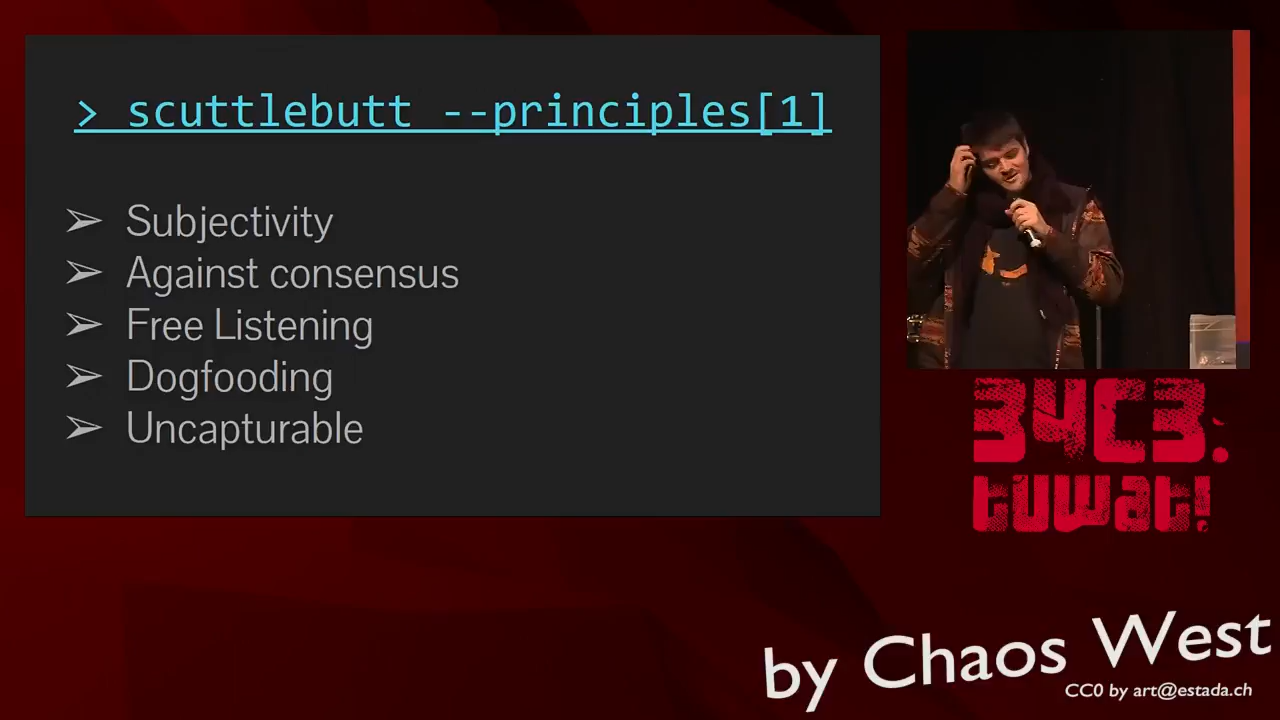 > scuttlebutt --principles[1]
➢ Subjectivity
➢ Against consensus
➢ Free Listening
➢ Dogfooding
➢ Uncapturable
34C3:
tuwat!
by Chaos West
CC0 by art@estada.ch